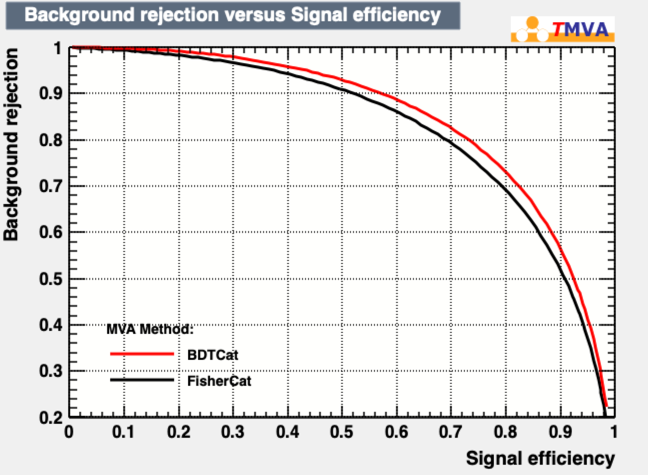 Background rejection versus Signal efficiency
TMVA
Background rejection
1
0.9
0.8
0.7
0.6
0.5
0.4
0.3
0.2
MVA Method:
BDTCat
FisherCat
0 0.1 0.2 0.3 0.4 0.5 0.6 0.7 0.8 0.9 1
Signal efficiency